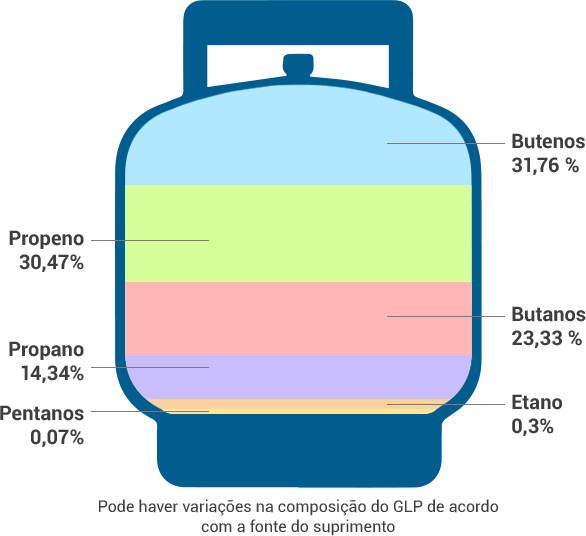 Butenos
31,76 %
Propeno
30,47%
Butanos
23,33 %
Propano
14,34%
Etano
0,3%
Pentanos
0,07%
Pode haver variações na composição do GLP de acordo
com a fonte do suprimento